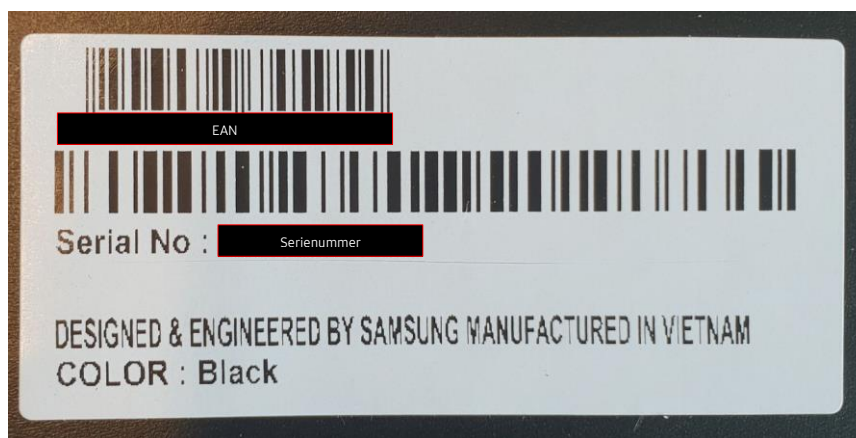 EAN
Serial No : Serienummer
DESIGNED & ENGINEERED BY SAMSUNG MANUFACTURED IN VIETNAM
COLOR : Black